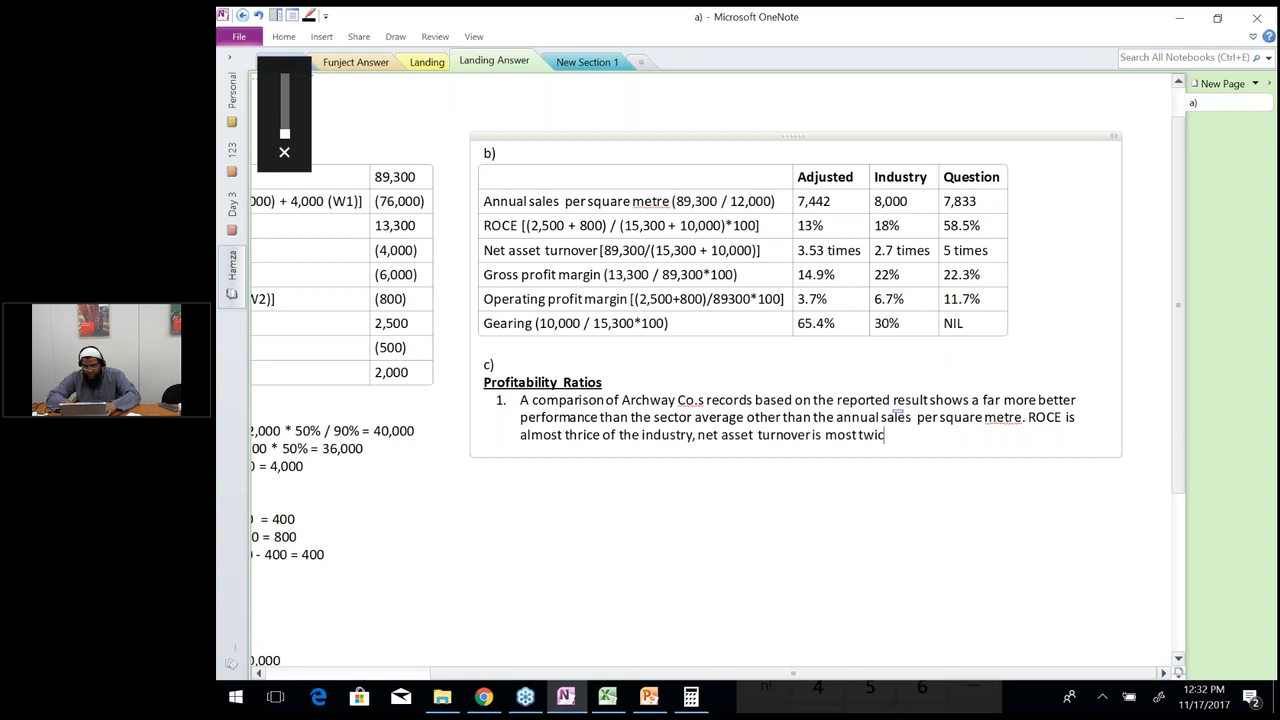 a) - Microsoft OneNote
File Home Insert Share Draw Review View
Funject Answer Landing Landing Answer New Section 1
Search All Notebooks (Ctrl+E)
New Page
a)
Personal
123
Day 3
Hamza
89,300
000) + 4,000 (W1)] (76,000)
13,300
(4,000)
(6,000)
W2)] (800)
2,500
(500)
2,000
2,000 * 50% / 90% = 40,000
00 * 50% = 36,000
0 = 4,000
0 = 400
0 = 800
0 - 400 = 400
0,000
b)
Adjusted Industry Question
Annual sales per square metre (89,300 / 12,000) 7,442 8,000 7,833
ROCE [(2,500 + 800) / (15,300 + 10,000)*100] 13% 18% 58.5%
Net asset turnover [89,300/(15,300 + 10,000)] 3.53 times 2.7 times 5 times
Gross profit margin (13,300 / 89,300*100) 14.9% 22% 22.3%
Operating profit margin [(2,500+800)/89300*100] 3.7% 6.7% 11.7%
Gearing (10,000 / 15,300*100) 65.4% 30% NIL
c)
Profitability Ratios
1. A comparison of Archway Co.s records based on the reported result shows a far more better
performance than the sector average other than the annual sales per square metre. ROCE is
almost thrice of the industry, net asset turnover is most twic
n! 4 5 6
12:32 PM
11/17/2017
2